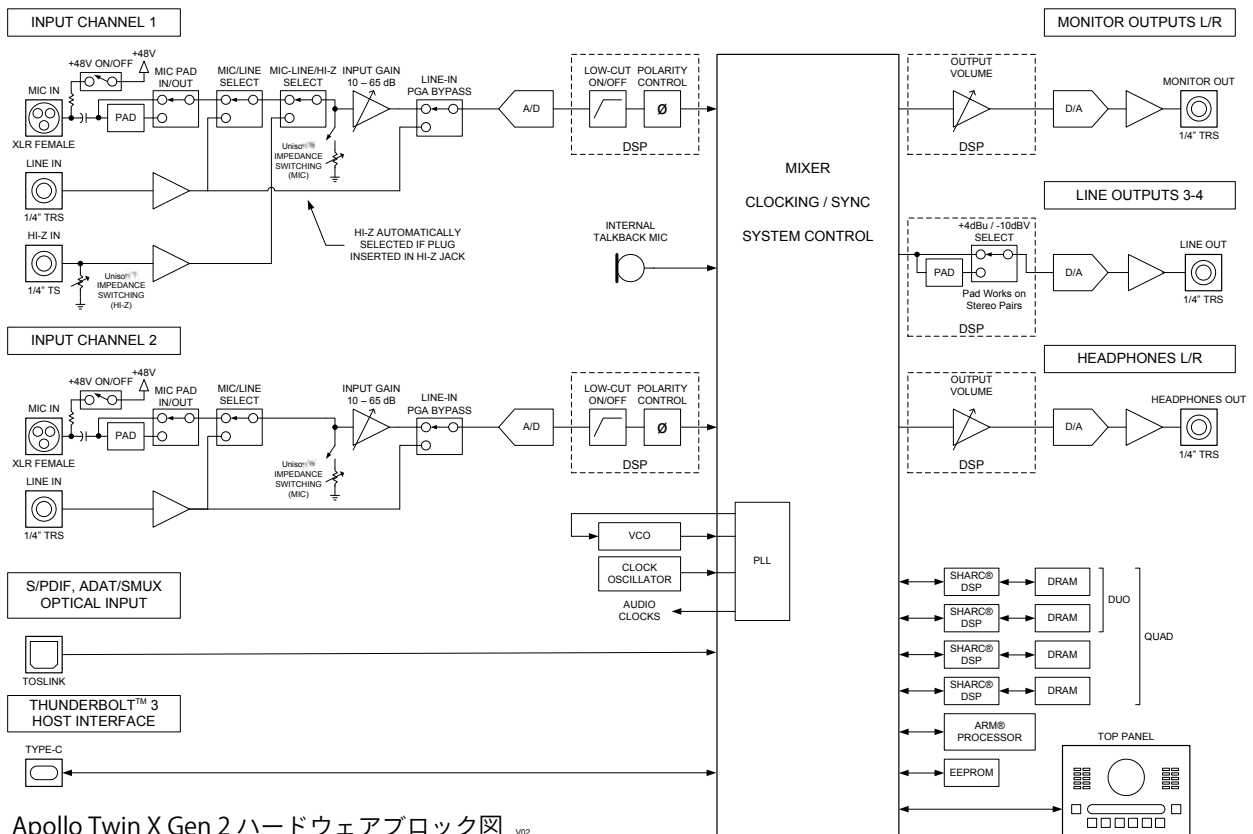 INPUT CHANNEL 1
+48V ON/OFF
+48V
MIC IN
XLR FEMALE
PAD
MIC PAD
IN/OUT
MIC/LINE
SELECT
MIC-LINE/HI-Z
SELECT
INPUT GAIN
10 – 65 dB
LINE-IN
PGA BYPASS
A/D
LOW-CUT
ON/OFF
POLARITY
CONTROL
Ø
DSP
IMPEDANCE
SWITCHING
(MIC)
LINE IN
1/4" TRS
HI-Z IN
1/4" TS
IMPEDANCE
SWITCHING
(HI-Z)
HI-Z AUTOMATICALLY
SELECTED IF PLUG
INSERTED IN HI-Z JACK
INTERNAL
TALKBACK MIC
INPUT CHANNEL 2
+48V ON/OFF
+48V
MIC IN
XLR FEMALE
PAD
MIC PAD
IN/OUT
MIC/LINE
SELECT
INPUT GAIN
10 – 65 dB
LINE-IN
PGA BYPASS
A/D
LOW-CUT
ON/OFF
POLARITY
CONTROL
Ø
DSP
IMPEDANCE
SWITCHING
(MIC)
LINE IN
1/4" TRS
S/PDIF, ADAT/SMUX
OPTICAL INPUT
TOSLINK
THUNDERBOLT™ 3
HOST INTERFACE
TYPE-C
VCO
CLOCK
OSCILLATOR
AUDIO
CLOCKS
PLL
MIXER
CLOCKING / SYNC
SYSTEM CONTROL
MONITOR OUTPUTS L/R
OUTPUT
VOLUME
DSP
D/A
MONITOR OUT
1/4" TRS
LINE OUTPUTS 3-4
+4dBu / -10dBV
SELECT
PAD
Pad Works on
Stereo Pairs
DSP
D/A
LINE OUT
1/4" TRS
HEADPHONES L/R
OUTPUT
VOLUME
DSP
D/A
HEADPHONES OUT
1/4" TRS
SHARC®
DSP
DRAM
SHARC®
DSP
DRAM
SHARC®
DSP
DRAM
SHARC®
DSP
DRAM
DUO
QUAD
ARM®
PROCESSOR
EEPROM
TOP PANEL
Apollo Twin X Gen 2 ハードウェアブロック図 V02